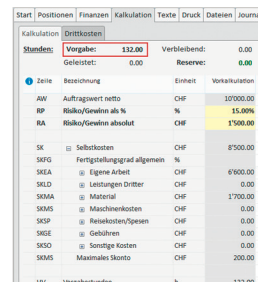 Start Positionen Finanzen Kalkulation Texte Druck Dateien Journa
Kalkulation Drittkosten
Stunden: Vorgabe: 132.00 Verbleibend: 0.00
Geleistet: 0.00 Reserve: 0.00
Zeile Bezeichnung Einheit Vorkalkulation
AW Auftragswert netto CHF 10'000.00
RP Risiko/Gewinn als % % 15.00%
RA Risiko/Gewinn absolut CHF 1'500.00
SK Selbstkosten CHF 8'500.00
SKFG Fertigstellungsgrad allgemein %
SKEA Eigene Arbeit CHF 6'600.00
SKLD Leistungen Dritter CHF 0.00
SKMA Material CHF 1'700.00
SKMS Maschinenkosten CHF 0.00
SKSP Reisekosten/Spesen CHF 0.00
SKGE Gebühren CHF 0.00
SKSO Sonstige Kosten CHF 0.00
SKMS Maximales Skonto CHF 200.00